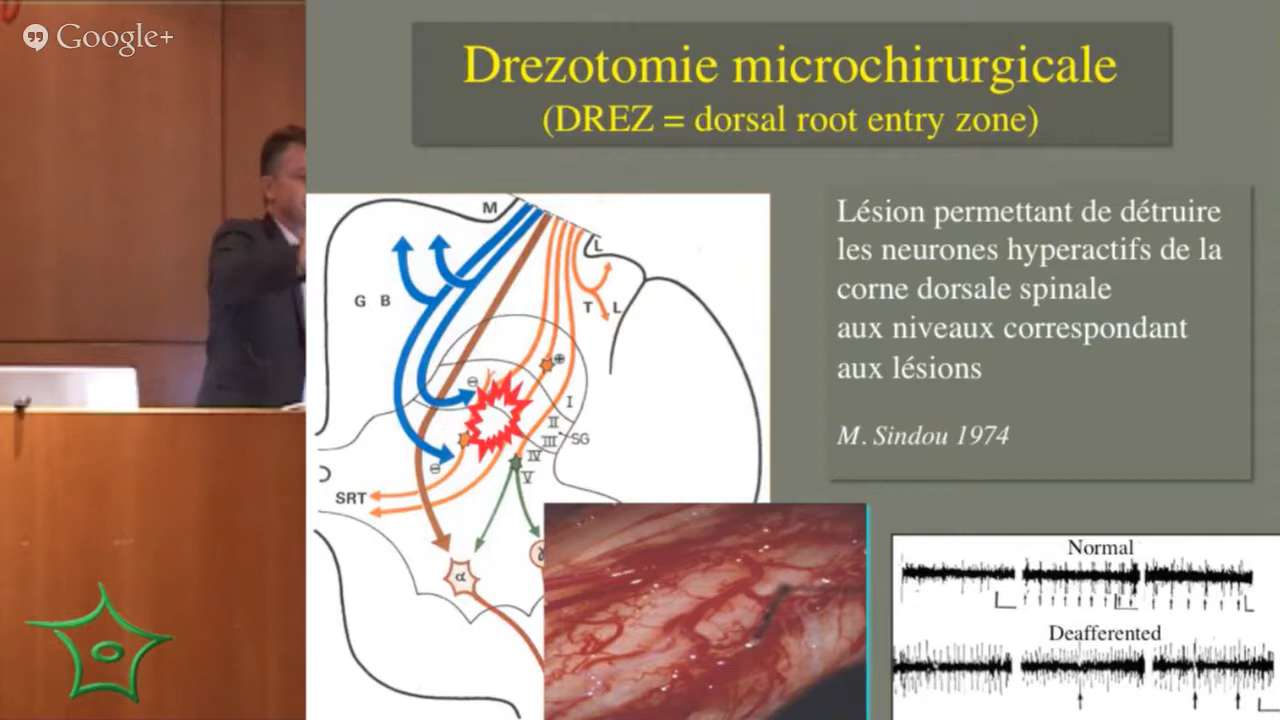 Google+
Drezotomie microchirurgicale
(DREZ = dorsal root entry zone)
M
L
G B
T L
Lésion permettant de détruire
les neurones hyperactifs de la
corne dorsale spinale
aux niveaux correspondant
aux lésions
M. Sindou 1974
I
II
III
SG
IV
V
SRT
α
γ
Normal
Deafferented